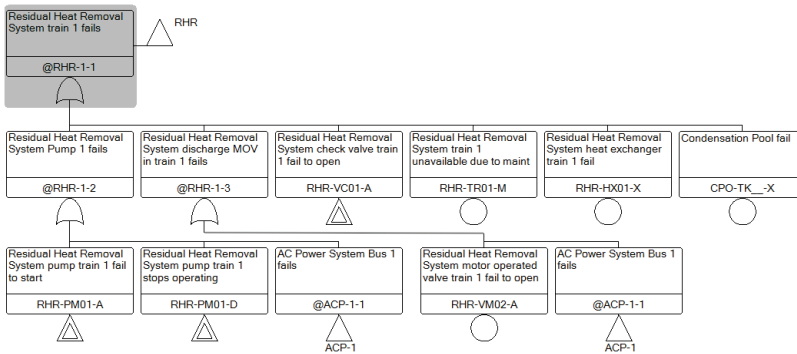 Residual Heat Removal
System train 1 fails
@RHR-1-1
RHR
Residual Heat Removal
System Pump 1 fails
@RHR-1-2
Residual Heat Removal
System discharge MOV
in train 1 fails
@RHR-1-3
Residual Heat Removal
System check valve train
1 fail to open
RHR-VC01-A
Residual Heat Removal
System train 1
unavailable due to maint
RHR-TR01-M
Residual Heat Removal
System heat exchanger
train 1 fail
RHR-HX01-X
Condensation Pool fail
CPO-TK__-X
Residual Heat Removal
System pump train 1 fail
to start
RHR-PM01-A
Residual Heat Removal
System pump train 1
stops operating
RHR-PM01-D
AC Power System Bus 1
fails
@ACP-1-1
ACP-1
Residual Heat Removal
System motor operated
valve train 1 fail to open
RHR-VM02-A
AC Power System Bus 1
fails
@ACP-1-1
ACP-1